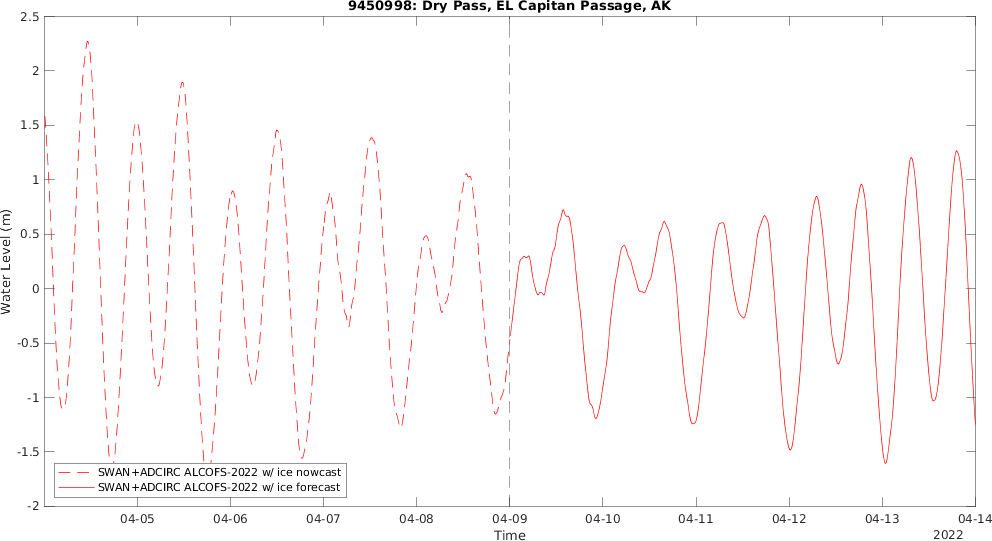 9450998: Dry Pass, EL Capitan Passage, AK
2.5
2
1.5
1
0.5
0
-0.5
-1
-1.5
-2
Water Level (m)
SWAN+ADCIRC ALCOFS-2022 w/ ice nowcast
SWAN+ADCIRC ALCOFS-2022 w/ ice forecast
04-05 04-06 04-07 04-08 04-09 04-10 04-11 04-12 04-13 04-14
Time
2022